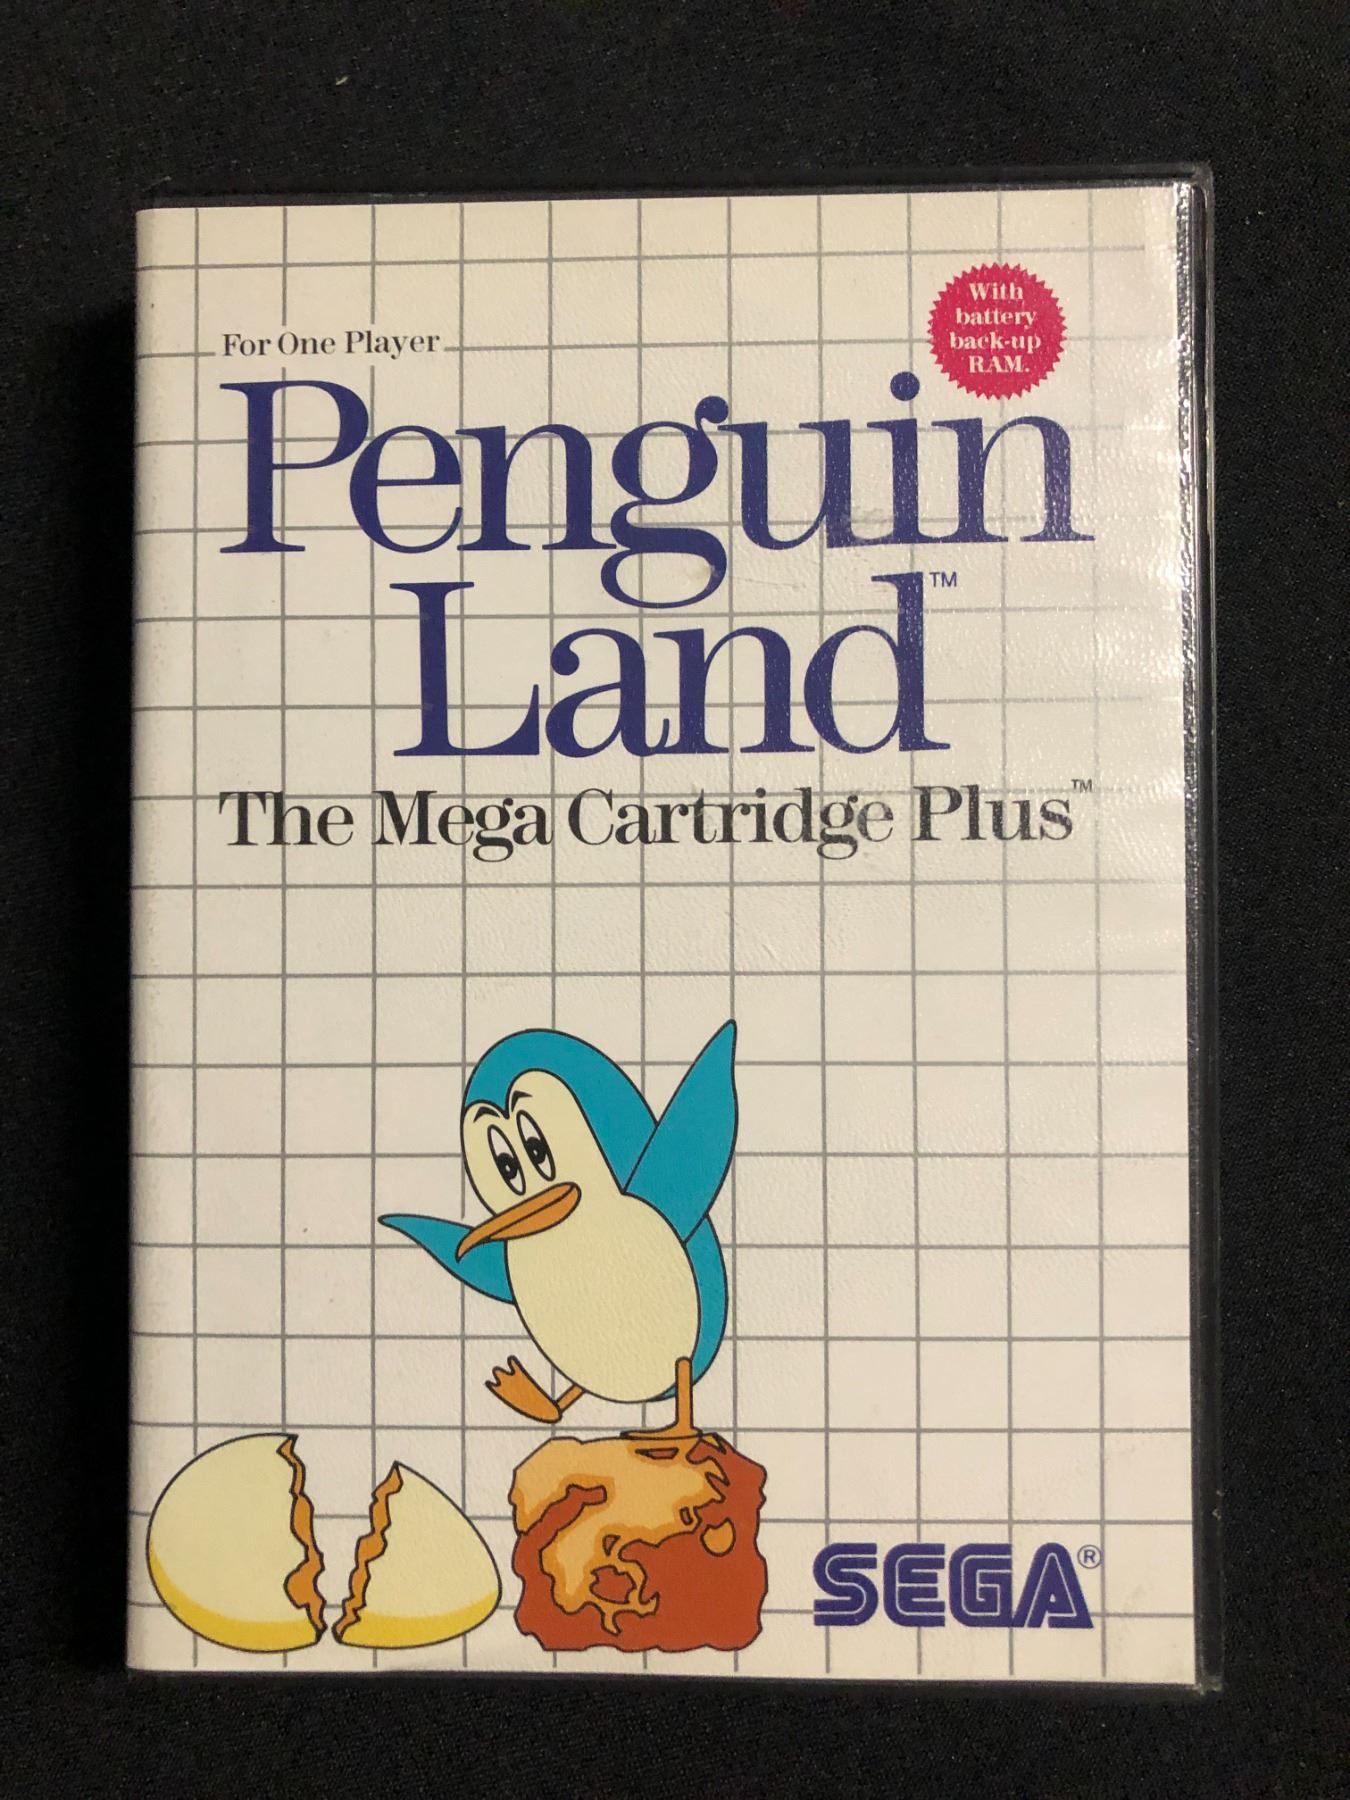 For One Player
With
battery
back-up
RAM.
Penguin
Land™
The Mega Cartridge Plus™
SEGA®